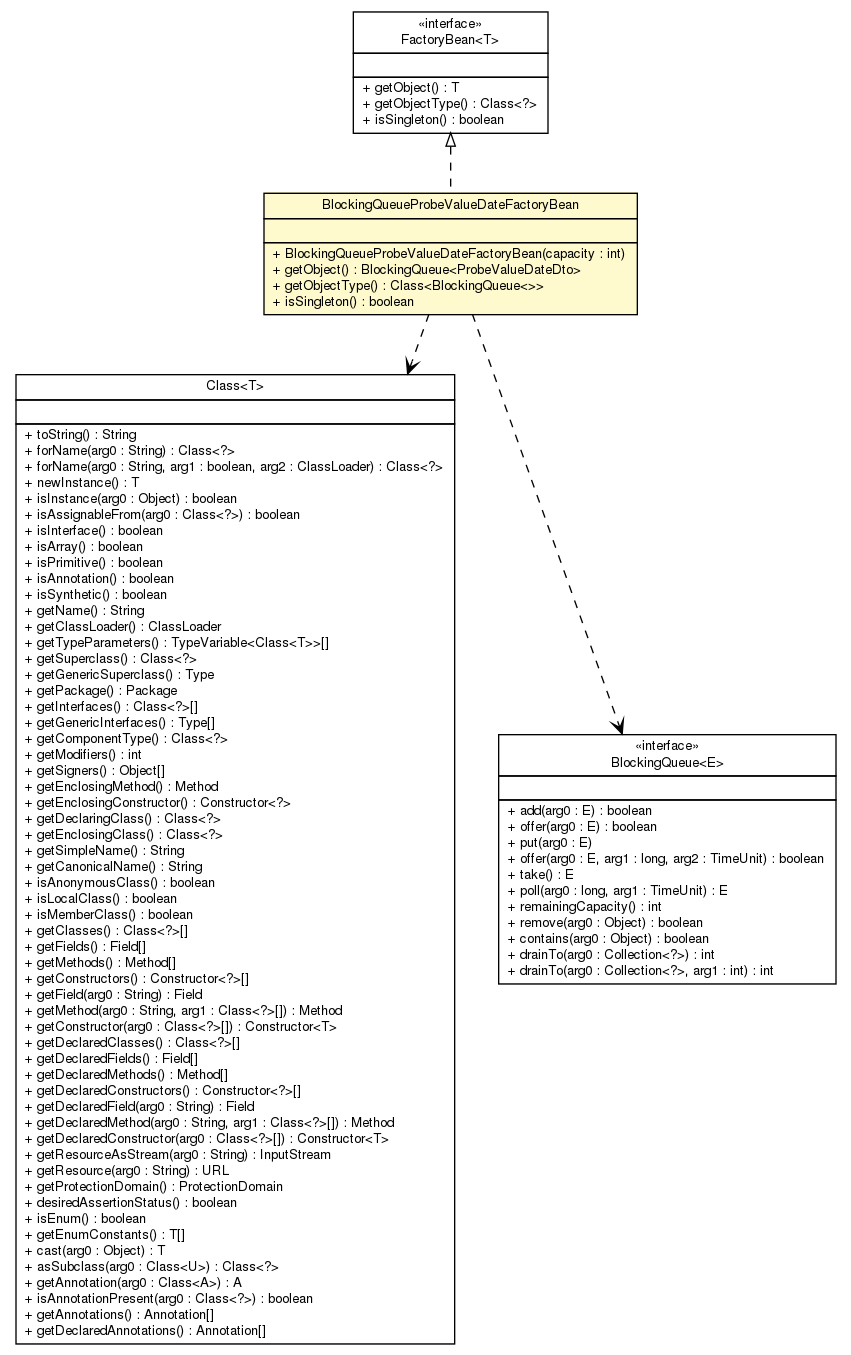 «interface»
FactoryBean<T>
+ getObject() : T
+ getObjectType() : Class<?>
+ isSingleton() : boolean
BlockingQueueProbeValueDateFactoryBean
+ BlockingQueueProbeValueDateFactoryBean(capacity : int)
+ getObject() : BlockingQueue<ProbeValueDateDto>
+ getObjectType() : Class<BlockingQueue<>>
+ isSingleton() : boolean
Class<T>
+ toString() : String
+ forName(arg0 : String) : Class<?>
+ forName(arg0 : String, arg1 : boolean, arg2 : ClassLoader) : Class<?>
+ newInstance() : T
+ isInstance(arg0 : Object) : boolean
+ isAssignableFrom(arg0 : Class<?>) : boolean
+ isInterface() : boolean
+ isArray() : boolean
+ isPrimitive() : boolean
+ isAnnotation() : boolean
+ isSynthetic() : boolean
+ getName() : String
+ getClassLoader() : ClassLoader
+ getTypeParameters() : TypeVariable<Class<T>>[]
+ getSuperclass() : Class<?>
+ getGenericSuperclass() : Type
+ getPackage() : Package
+ getInterfaces() : Class<?>[]
+ getGenericInterfaces() : Type[]
+ getComponentType() : Class<?>
+ getModifiers() : int
+ getSigners() : Object[]
+ getEnclosingMethod() : Method
+ getEnclosingConstructor() : Constructor<?>
+ getDeclaringClass() : Class<?>
+ getEnclosingClass() : Class<?>
+ getSimpleName() : String
+ getCanonicalName() : String
+ isAnonymousClass() : boolean
+ isLocalClass() : boolean
+ isMemberClass() : boolean
+ getClasses() : Class<?>[]
+ getFields() : Field[]
+ getMethods() : Method[]
+ getConstructors() : Constructor<?>[]
+ getField(arg0 : String) : Field
+ getMethod(arg0 : String, arg1 : Class<?>[]) : Method
+ getConstructor(arg0 : Class<?>[]) : Constructor<T>
+ getDeclaredClasses() : Class<?>[]
+ getDeclaredFields() : Field[]
+ getDeclaredMethods() : Method[]
+ getDeclaredConstructors() : Constructor<?>[]
+ getDeclaredField(arg0 : String) : Field
+ getDeclaredMethod(arg0 : String, arg1 : Class<?>[]) : Method
+ getDeclaredConstructor(arg0 : Class<?>[]) : Constructor<T>
+ getResourceAsStream(arg0 : String) : InputStream
+ getResource(arg0 : String) : URL
+ getProtectionDomain() : ProtectionDomain
+ desiredAssertionStatus() : boolean
+ isEnum() : boolean
+ getEnumConstants() : T[]
+ cast(arg0 : Object) : T
+ asSubclass(arg0 : Class<U>) : Class<?>
+ getAnnotation(arg0 : Class<A>) : A
+ isAnnotationPresent(arg0 : Class<?>) : boolean
+ getAnnotations() : Annotation[]
+ getDeclaredAnnotations() : Annotation[]
«interface»
BlockingQueue<E>
+ add(arg0 : E) : boolean
+ offer(arg0 : E) : boolean
+ put(arg0 : E)
+ offer(arg0 : E, arg1 : long, arg2 : TimeUnit) : boolean
+ take() : E
+ poll(arg0 : long, arg1 : TimeUnit) : E
+ remainingCapacity() : int
+ remove(arg0 : Object) : boolean
+ contains(arg0 : Object) : boolean
+ drainTo(arg0 : Collection<?>) : int
+ drainTo(arg0 : Collection<?>, arg1 : int) : int